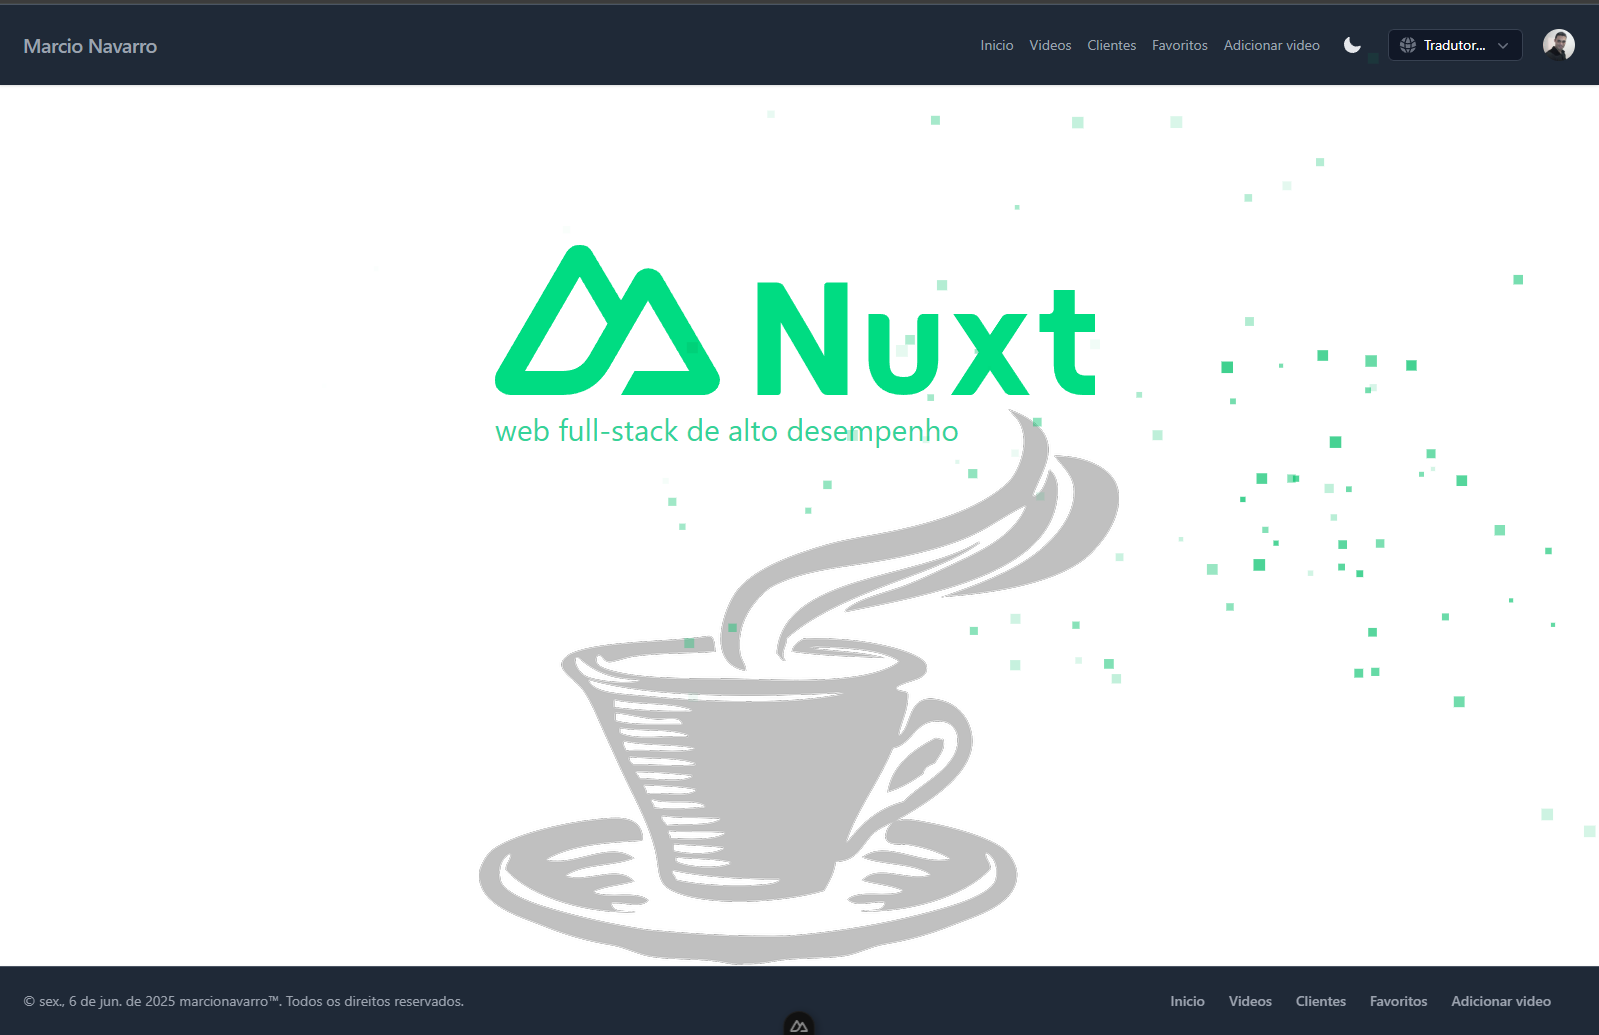 Marcio Navarro
Inicio Videos Clientes Favoritos Adicionar video Tradutor...
Nuxt
web full-stack de alto desempenho
© sex., 6 de jun. de 2025 marcionavarro™. Todos os direitos reservados.
Inicio Videos Clientes Favoritos Adicionar video